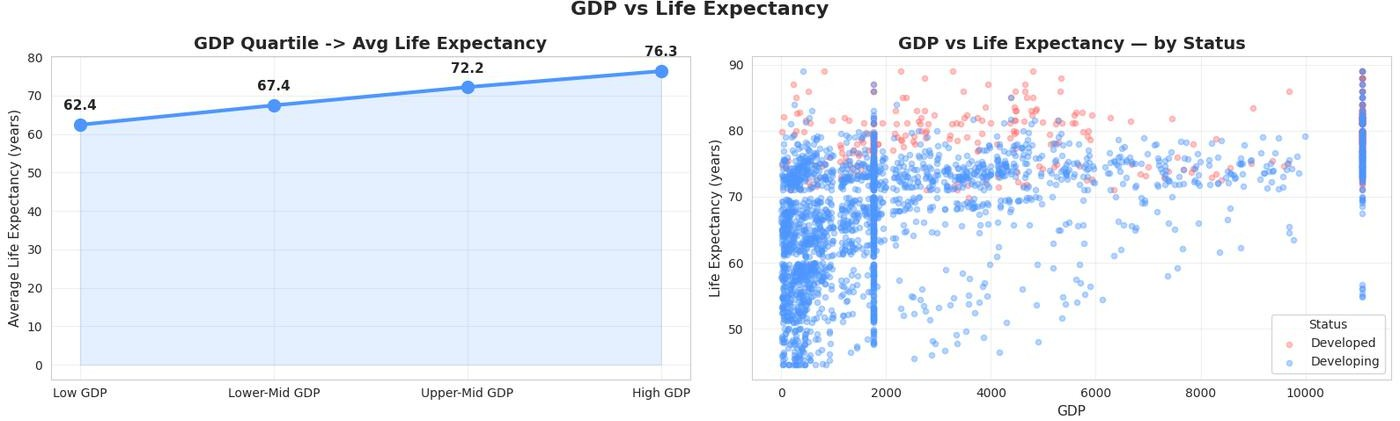 GDP vs Life Expectancy
GDP Quartile -> Avg Life Expectancy
62.4
67.4
72.2
76.3
Average Life Expectancy (years)
80
70
60
50
40
30
20
10
0
Low GDP
Lower-Mid GDP
Upper-Mid GDP
High GDP
GDP vs Life Expectancy — by Status
Life Expectancy (years)
90
80
70
60
50
0
2000
4000
6000
8000
10000
GDP
Status
Developed
Developing